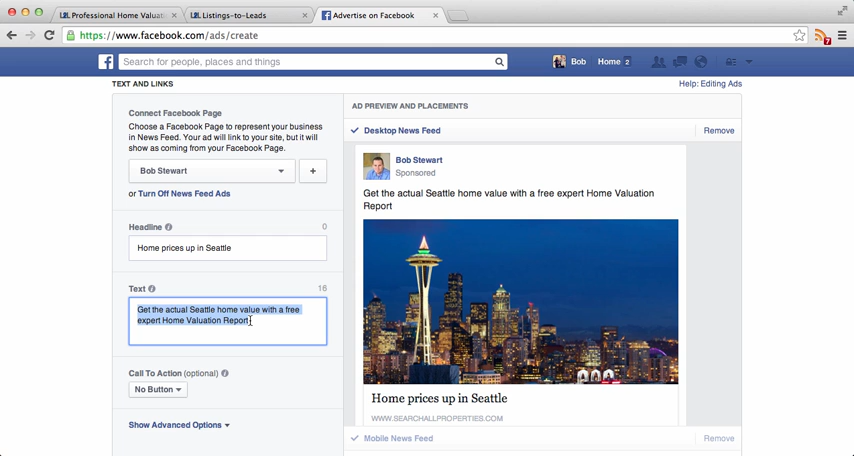 Professional Home Valuati
Listings-to-Leads
Advertise on Facebook
https://www.facebook.com/ads/create
7
Search for people, places and things
Bob
Home 2
TEXT AND LINKS
Help: Editing Ads
Connect Facebook Page
Choose a Facebook Page to represent your business
in News Feed. Your ad will link to your site, but it will
show as coming from your Facebook Page.
Bob Stewart
+
or Turn Off News Feed Ads
Headline 0
Home prices up in Seattle
Text 16
Get the actual Seattle home value with a free
expert Home Valuation Report
Call To Action (optional)
No Button
Show Advanced Options
AD PREVIEW AND PLACEMENTS
Desktop News Feed Remove
Bob Stewart
Sponsored
Get the actual Seattle home value with a free expert Home Valuation
Report
Home prices up in Seattle
WWW.SEARCHALLPROPERTIES.COM
Mobile News Feed Remove